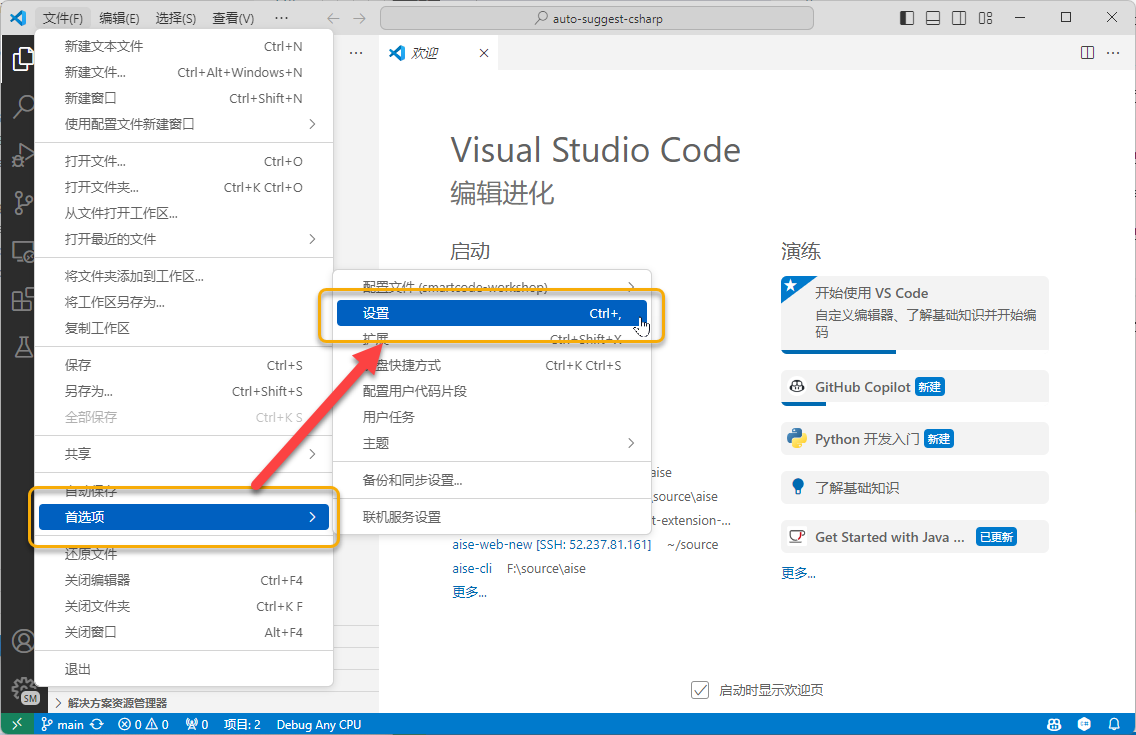 文件(F) 编辑(E) 选择(S) 查看(V) ··· auto-suggest-csharp
新建文本文件 Ctrl+N
新建文件... Ctrl+Alt+Windows+N
新建窗口 Ctrl+Shift+N
使用配置文件新建窗口
打开文件... Ctrl+O
打开文件夹... Ctrl+K Ctrl+O
从文件打开工作区...
打开最近的文件
将文件夹添加到工作区...
将工作区另存为...
复制工作区
保存 Ctrl+S
另存为... Ctrl+Shift+S
全部保存 Ctrl+K S
共享
自动保存
首选项
还原文件
关闭编辑器 Ctrl+F4
关闭文件夹 Ctrl+K F
关闭窗口 Alt+F4
退出
配置文件 (smartcode-workshop)
设置 Ctrl+,
扩展 Ctrl+Shift+X
盘快捷方式 Ctrl+K Ctrl+S
配置用户代码片段
用户任务
主题
备份和同步设置...
联机服务设置
欢迎
Visual Studio Code
编辑进化
启动
aise
source\aise
t-extension-...
aise-web-new [SSH: 52.237.81.161] ~/source
aise-cli F:\source\aise
更多...
演练
开始使用 VS Code
自定义编辑器、了解基础知识并开始编
码
GitHub Copilot 新建
Python 开发入门 新建
了解基础知识
Get Started with Java ... 已更新
更多...
启动时显示欢迎页
SM
解决方案资源管理器
main 0 0 0 项目: 2 Debug Any CPU